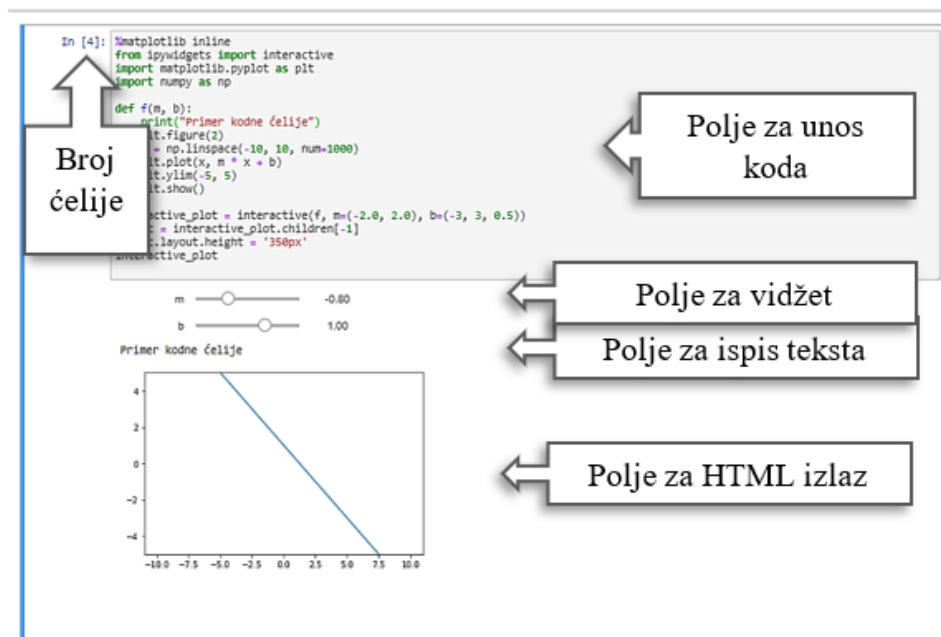 In [4]:
%matplotlib inline
from ipywidgets import interactive
import matplotlib.pyplot as plt
import numpy as np
def f(m, b):
print("Primer kodne ćelije")
lt.figure(2)
= np.linspace(-10, 10, num=1000)
lt.plot(x, m * x + b)
lt.ylim(-5, 5)
lt.show()
active_plot = interactive(f, m=(-2.0, 2.0), b=(-3, 3, 0.5))
= interactive_plot.children[-1]
.layout.height = '350px'
interactive_plot
Broj
ćelije
Polje za unos
koda
m -0.80
b 1.00
Polje za vidžet
Primer kodne ćelije
Polje za ispis teksta
4
2
0
−2
−4
−10.0 −7.5 −5.0 −2.5 0.0 2.5 5.0 7.5 10.0
Polje za HTML izlaz